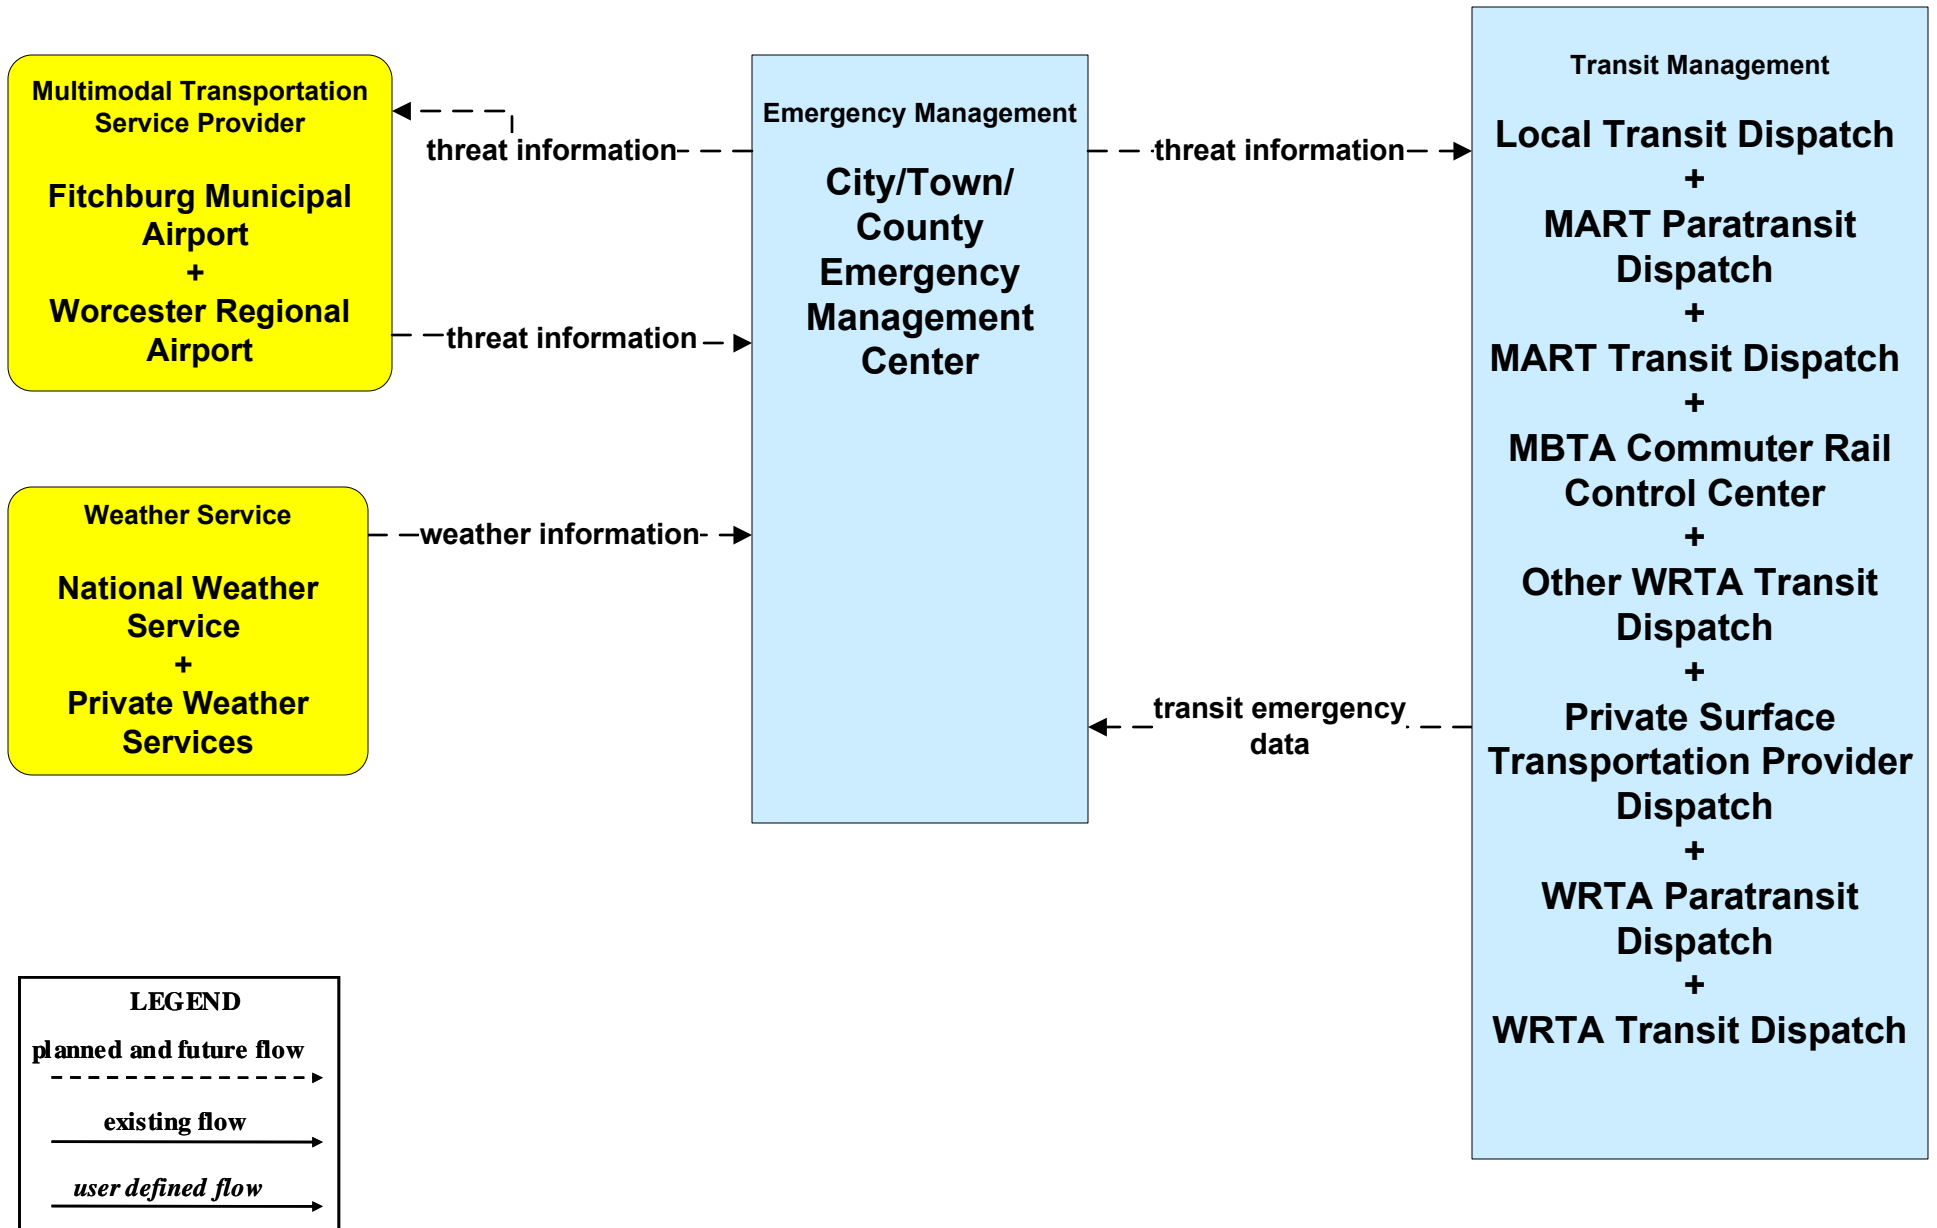 Multimodal Transportation
Service Provider
Fitchburg Municipal
Airport
+
Worcester Regional
Airport
threat information
threat information
Weather Service
National Weather
Service
+
Private Weather
Services
weather information
Emergency Management
City/Town/
County
Emergency
Management
Center
threat information
transit emergency
data
Transit Management
Local Transit Dispatch
+
MART Paratransit
Dispatch
+
MART Transit Dispatch
+
MBTA Commuter Rail
Control Center
+
Other WRTA Transit
Dispatch
+
Private Surface
Transportation Provider
Dispatch
+
WRTA Paratransit
Dispatch
+
WRTA Transit Dispatch
LEGEND
planned and future flow
existing flow
user defined flow